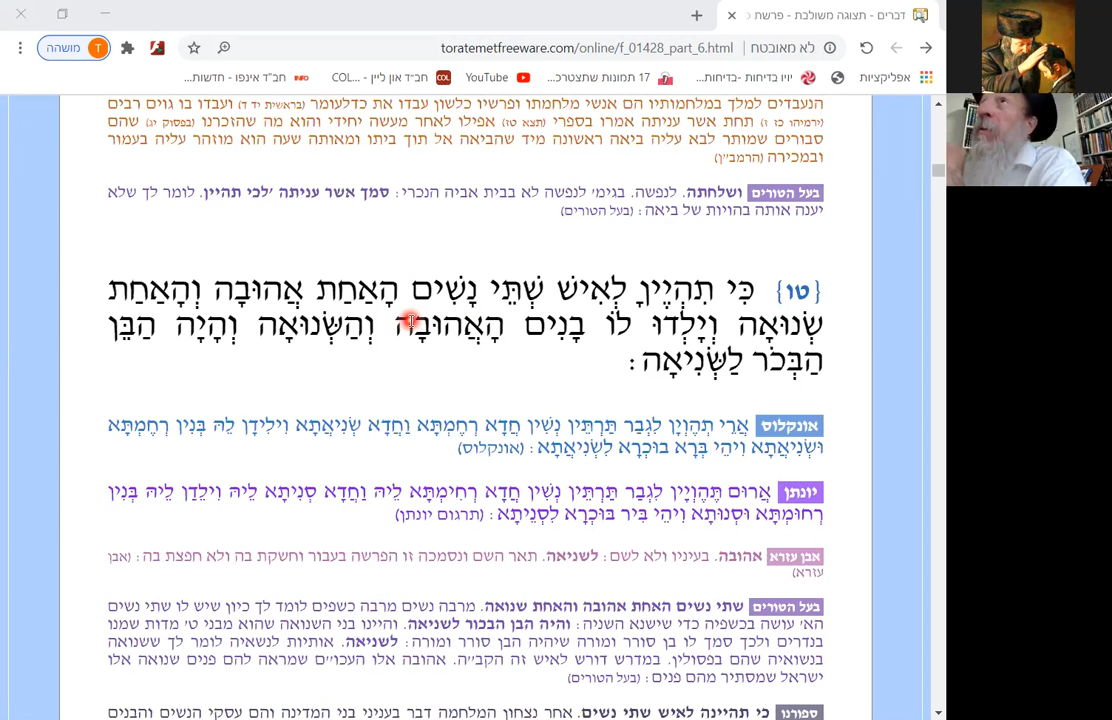 דברים - תצוגה משולבת - פרשת
toratemetfreeware.com/online/f_01428_part_6.html
לא מאובטח
מושהה
T
אפליקציות
יויו בדיחות -בדיחות...
17 תמונות שתצטרכ...
YouTube
חב"ד און ליין - COL...
COL
חב"ד אינפו - חדשות...
הנעבדים למלך במלחמותיו הם אנשי מלחמתו ופרשיו כלשון עבדו את כדלעומר (בראשית יד ד) ועבדו בו גוים רבים
(ירמיהו כז ז) תחת אשר עניתה אמרו בספרי (תצא טז) אפילו לאחר מעשה יחידי והוא מה שהזכרנו (בפסוק יג) שהם
סבורים שמותר לבא עליה ביאה ראשונה מיד שהביאה אל תוך ביתו ומאותה שעה הוא מוזהר עליה בעמור
ובמכירה (הרמב''ן)
בעל הטורים ושלחתה. לנפשה. בגימ' לנפשה לא בבית אביה הנכרי : סמך אשר עניתה 'לכי תהיין. לומר לך שלא
יענה אותה בהויות של ביאה : (בעל הטורים)
{טו} כִּי תִהְיֶיןָ לְאִישׁ שְׁתֵּי נָשִׁים הָאַחַת אֲהוּבָה וְהָאַחַת
שְׂנוּאָה וְיָלְדוּ לוֹ בָנִים הָאֲהוּבָה וְהַשְּׂנוּאָה וְהָיָה הַבֵּן
הַבְּכֹר לַשְּׂנִיאָה :
אונקלוס אֲרֵי תְהֶוְיָן לִגְבַר תַּרְתֵּין נְשִׁין חֲדָא רְחֶמְתָּא וַחֲדָא שְׂנִיאֲתָא וִילִידָן לֵהּ בְּנִין רְחֶמְתָּא
וּשְׂנִיאֲתָא וִיהֵי בְּרָא בוּכְרָא לִשְׂנִיאֲתָא : (אונקלוס)
יונתן אֲרוּם תֶּהֶוְיָין לִגְבַר תַּרְתֵּין נְשִׁין חֲדָא רְחִימְתָּא לֵיהּ וַחֲדָא סְנִיתָא לֵיהּ וִילֵדַן לֵיהּ בְּנִין
רְחוּמְתָּא וּסְנוּתָא וִיהֵי בִּיר בּוּכְרָא לִסְנֵיתָא : (תרגום יונתן)
אבן עזרא אהובה. בעיניו ולא לשם : לשניאה. תאר השם ונסמכה זו הפרשה בעבור וחשקת בה ולא חפצת בה : (אבן
עזרא)
בעל הטורים שתי נשים האחת אהובה והאחת שנואה. מרבה נשים מרבה כשפים לומד לך כיון שיש לו שתי נשים
הא' עושה בכשפיה כדי שישנא השניה : והיה הבן הבכור לשניאה. והיינו בני השנואה שהוא מבני ט' מדות שמנו
בנדרים ולכך סמך לו בן סורר ומורה שיהיה הבן סורר ומורה : לשניאה. אותיות לנשאיה לומר לך ששנואה
בנשואיה שהם בפסולין. במדרש דורש לאיש זה הקב''ה. אהובה אלו העכו''ם שמראה להם פנים שנואה אלו
ישראל שמסתיר מהם פנים : (בעל הטורים)
ספורנו כי תהיינה לאיש שתי נשים. אחר נצחון המלחמה דבר בעניני בני המדינה והם עסקי הנשים והבנים